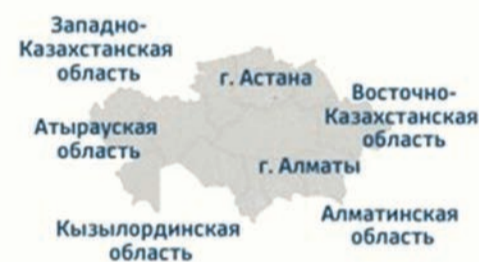 Западно-
Казахстанская
область
г. Астана
Восточно-
Казахстанская
область
Атырауская
область
г. Алматы
Кызылординская
область
Алматинская
область